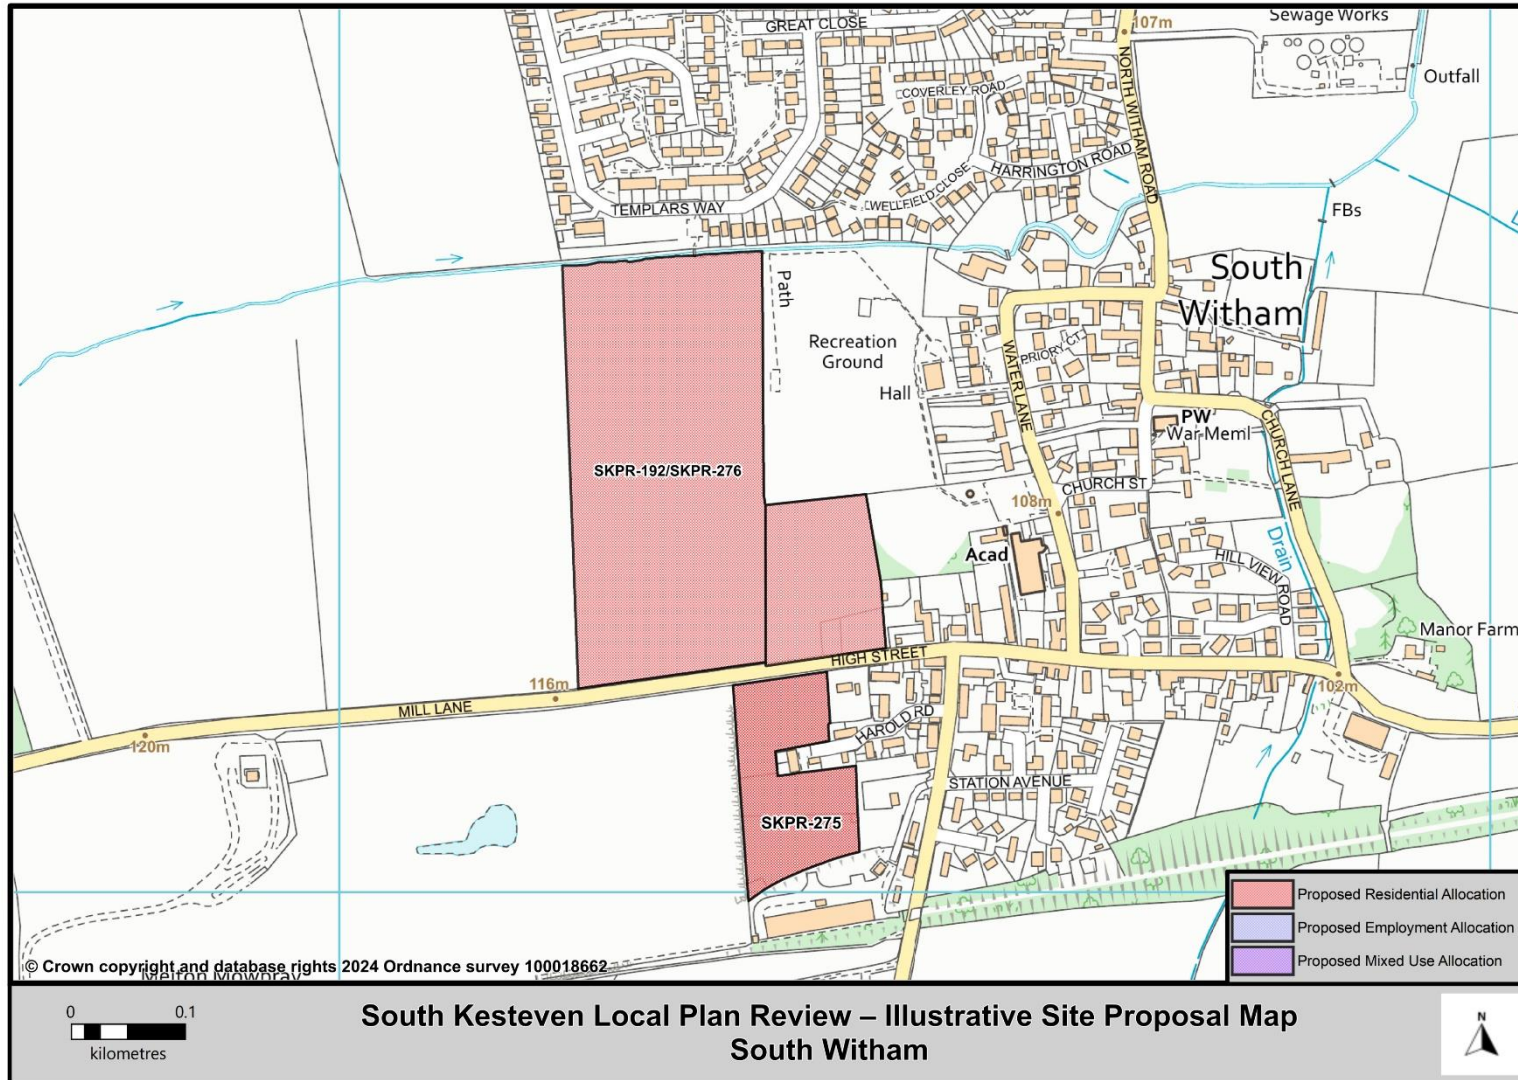 GREAT CLOSE
107m
Sewage Works
Outfall
COVERLEY ROAD
NORTH WITHAM ROAD
HARRINGTON ROAD
WELLFIELD CLOSE
TEMPLARS WAY
FBs
South
Witham
Path
Recreation
Ground
Hall
PRIORY CT
WATER LANE
PW
War Meml
CHURCH LANE
SKPR-192/SKPR-276
CHURCH ST
108m
Acad
Drain
HILL VIEW ROAD
Manor Farm
HIGH STREET
116m
102m
MILL LANE
120m
HAROLD RD
STATION AVENUE
SKPR-275
Proposed Residential Allocation
Proposed Employment Allocation
Proposed Mixed Use Allocation
© Crown copyright and database rights 2024 Ordnance survey 100018662
Melton Mowbray
0 0.1
kilometres
South Kesteven Local Plan Review – Illustrative Site Proposal Map
South Witham
N